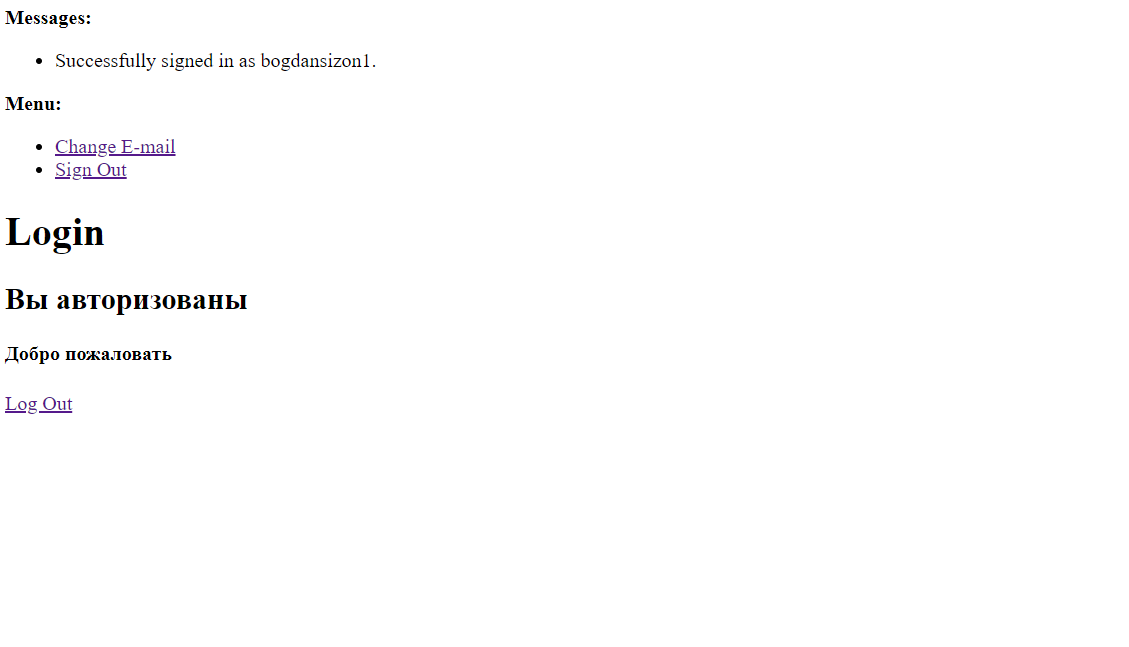 Messages:
Successfully signed in as bogdansizon1.
Menu:
Change E-mail
Sign Out
Login
Вы авторизованы
Добро пожаловать
Log Out